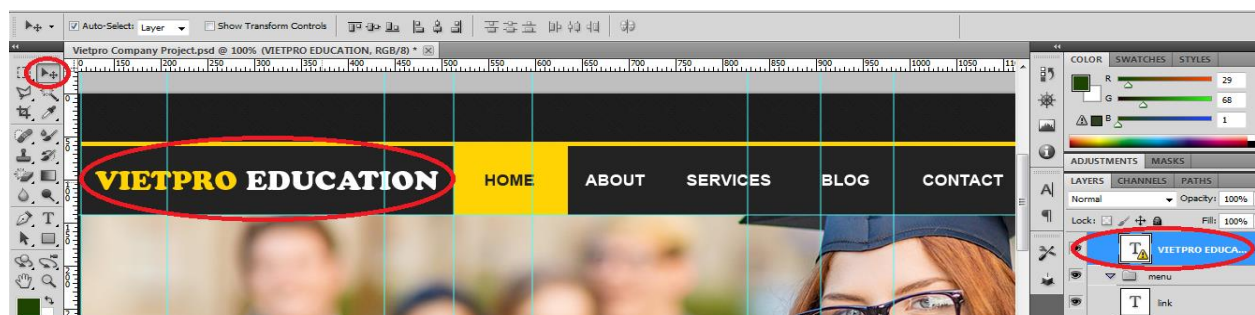 Auto-Select: Layer Show Transform Controls
Vietpro Company Project.psd @ 100% (VIETPRO EDUCATION, RGB/8) *
0 150 200 250 300 350 400 450 500 550 600 650 700 750 800 850 900 950 1000 1050
VIETPRO EDUCATION HOME ABOUT SERVICES BLOG CONTACT
COLOR SWATCHES STYLES
R 29
G 68
B 1
ADJUSTMENTS MASKS
LAYERS CHANNELS PATHS
Normal Opacity: 100%
Lock: Fill: 100%
T VIETPRO EDUCA...
menu
T link